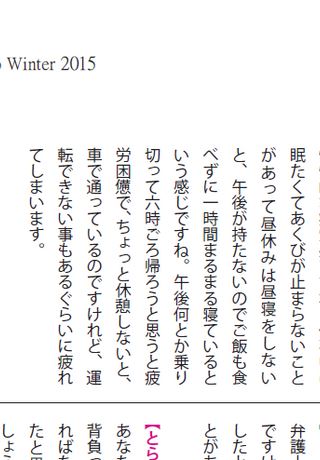 Winter 2015
眠たくてあくびが止まらないこと
があって昼休みは昼寝をしない
と、午後が持たないのでご飯も食
べずに一時間まるまる寝ていると
いう感じですね。午後何とか乗り
切って六時ごろ帰ろうと思うと疲
労困憊で、ちょっと休憩しないと、
車で通っているのですけれど、運
転できない事もあるぐらいに疲れ
てしまいます。
弁護士
ですけ
した
とがあ
【とら
あなた
背負っ
れば
たと
しょ